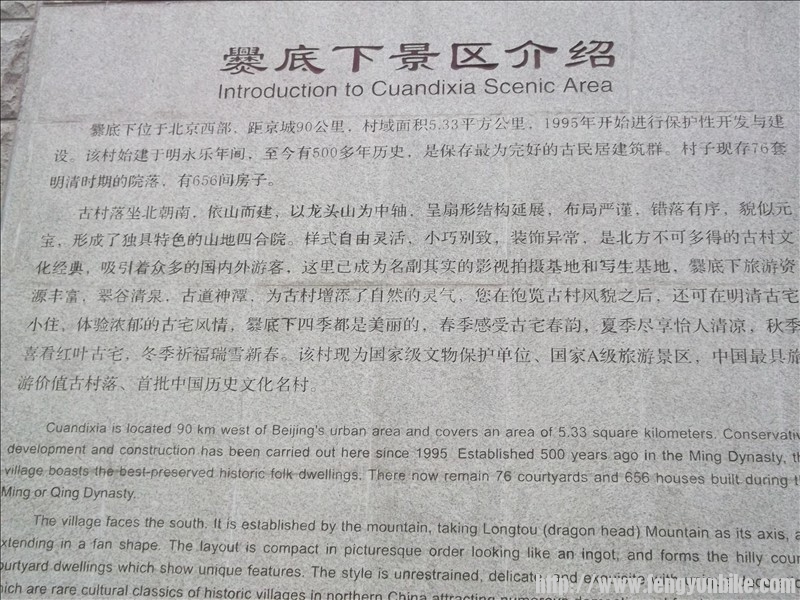 爨底下景区介绍
Introduction to Cuandixia Scenic Area
爨底下位于北京西部，距京城90公里，村域面积5.33平方公里，1995年开始进行保护性开发与建
设。该村始建于明永乐年间，至今有500多年历史，是保存最为完好的古民居建筑群。村子现存76套
明清时期的院落，有656间房子。
古村落坐北朝南，依山而建，以龙头山为中轴，呈扇形结构延展，布局严谨，错落有序，貌似元
宝，形成了独具特色的山地四合院。样式自由灵活，小巧别致，装饰异常，是北方不可多得的古村文
化经典，吸引着众多的国内外游客，这里已成为名副其实的影视拍摄基地和写生基地，爨底下旅游资
源丰富，翠谷清泉，古道神潭，为古村增添了自然的灵气，您在饱览古村风貌之后，还可在明清古宅
小住，体验浓郁的古宅风情，爨底下四季都是美丽的，春季感受古宅春韵，夏季尽享怡人清凉，秋季
喜看红叶古宅，冬季祈福瑞雪新春。该村现为国家级文物保护单位、国家A级旅游景区，中国最具旅
游价值古村落、首批中国历史文化名村。
Cuandixia is located 90 km west of Beijing's urban area and covers an area of 5.33 square kilometers. Conservativ
development and construction has been carried out here since 1995. Established 500 years ago in the Ming Dynasty, th
village boasts the best-preserved historic folk dwellings. There now remain 76 courtyards and 656 houses built during th
Ming or Qing Dynasty.
The village faces the south. It is established by the mountain, taking Longtou (dragon head) Mountain as its axis, a
xtending in a fan shape. The layout is compact in picturesque order looking like an ingot, and forms the hilly cour
ourtyard dwellings which show unique features. The style is unrestrained, delicate and exquisite with
hich are rare cultural classics of historic villages in northern China attracting numerous
http://www.fengyunbike.com